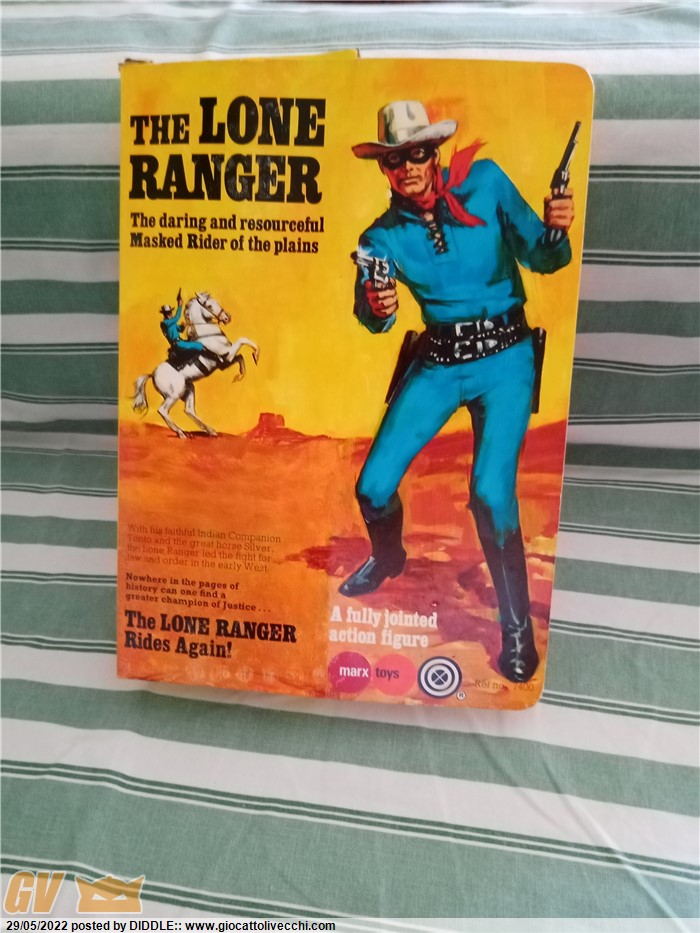 THE LONE
RANGER
The daring and resourceful
Masked Rider of the plains
With his faithful Indian Companion
Tonto and the great horse Silver,
the Lone Ranger led the fight for
law and order in the early West.
Nowhere in the pages of
history can one find a
greater champion of Justice . . .
The LONE RANGER
Rides Again!
A fully jointed
action figure
marx toys
®
Ref no. 7400
GV
29/05/2022 posted by DIDDLE:: www.giocattolivecchi.com